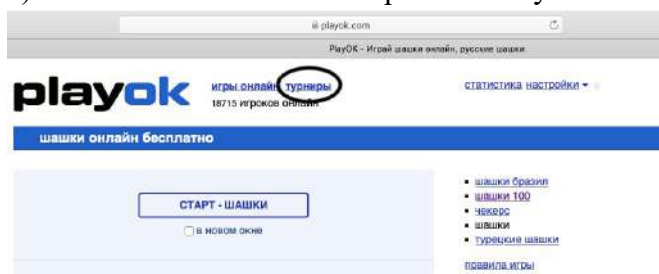 playok.com
PlayOK - Играй шашки онлайн, русские шашки
playok
игры онлайн турниры
18715 игроков онлайн
статистика настройки
шашки онлайн бесплатно
СТАРТ - ШАШКИ
в новом окне
шашки бразил
шашки 100
чекерс
шашки
турецкие шашки
правила игры